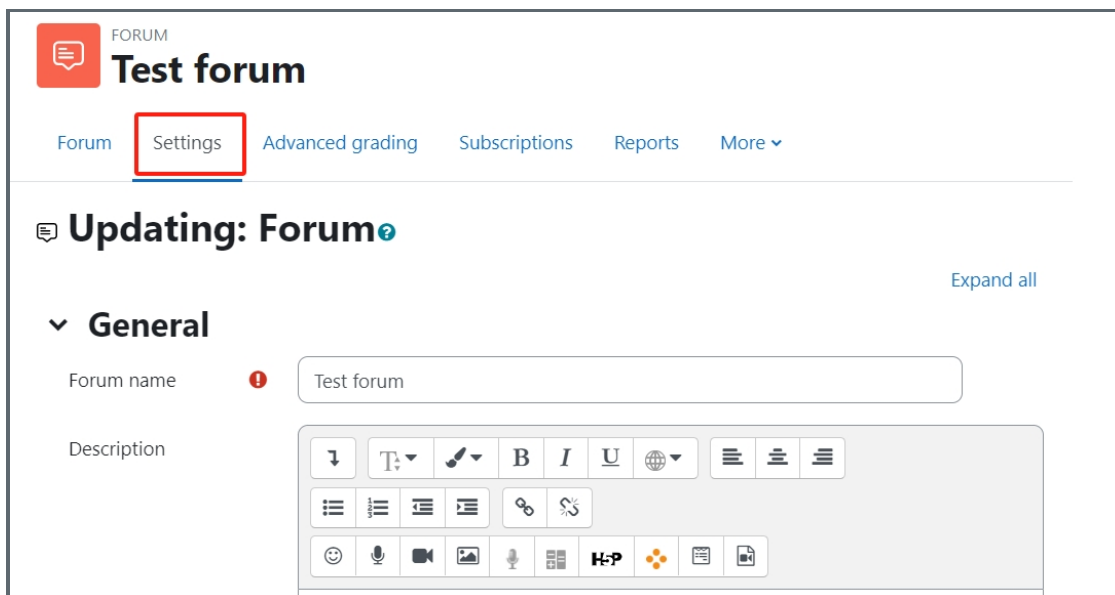 FORUM
Test forum
Forum Settings Advanced grading Subscriptions Reports More
Updating: Forum
Expand all
General
Forum name Test forum
Description
B I U
H5P